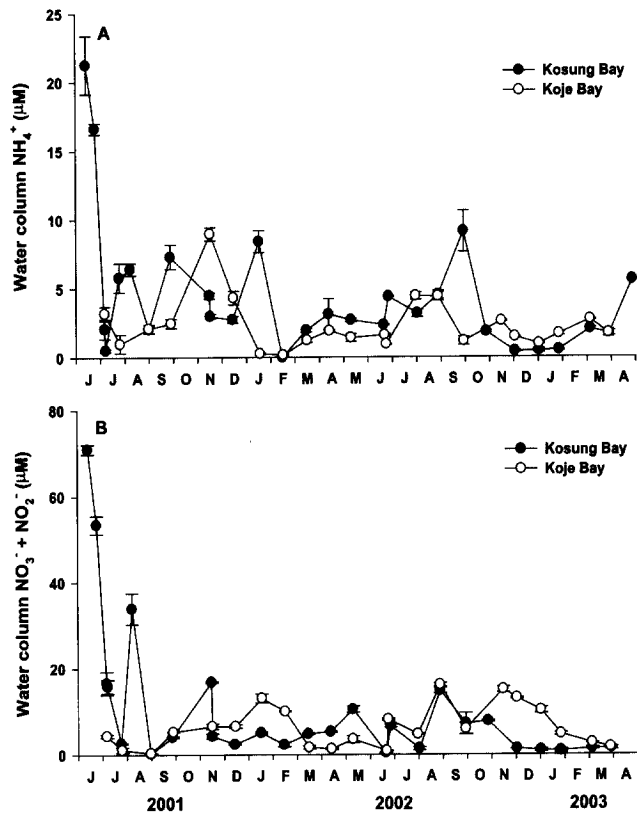 A
Kosung Bay
Koje Bay
Water column NH₄⁺ (μM)
25
20
15
10
5
0
J J A S O N D J F M A M J J A S O N D J F M A
B
Kosung Bay
Koje Bay
Water column NO₃⁻ + NO₂⁻ (μM)
80
60
40
20
0
J J A S O N D J F M A M J J A S O N D J F M A
2001 2002 2003